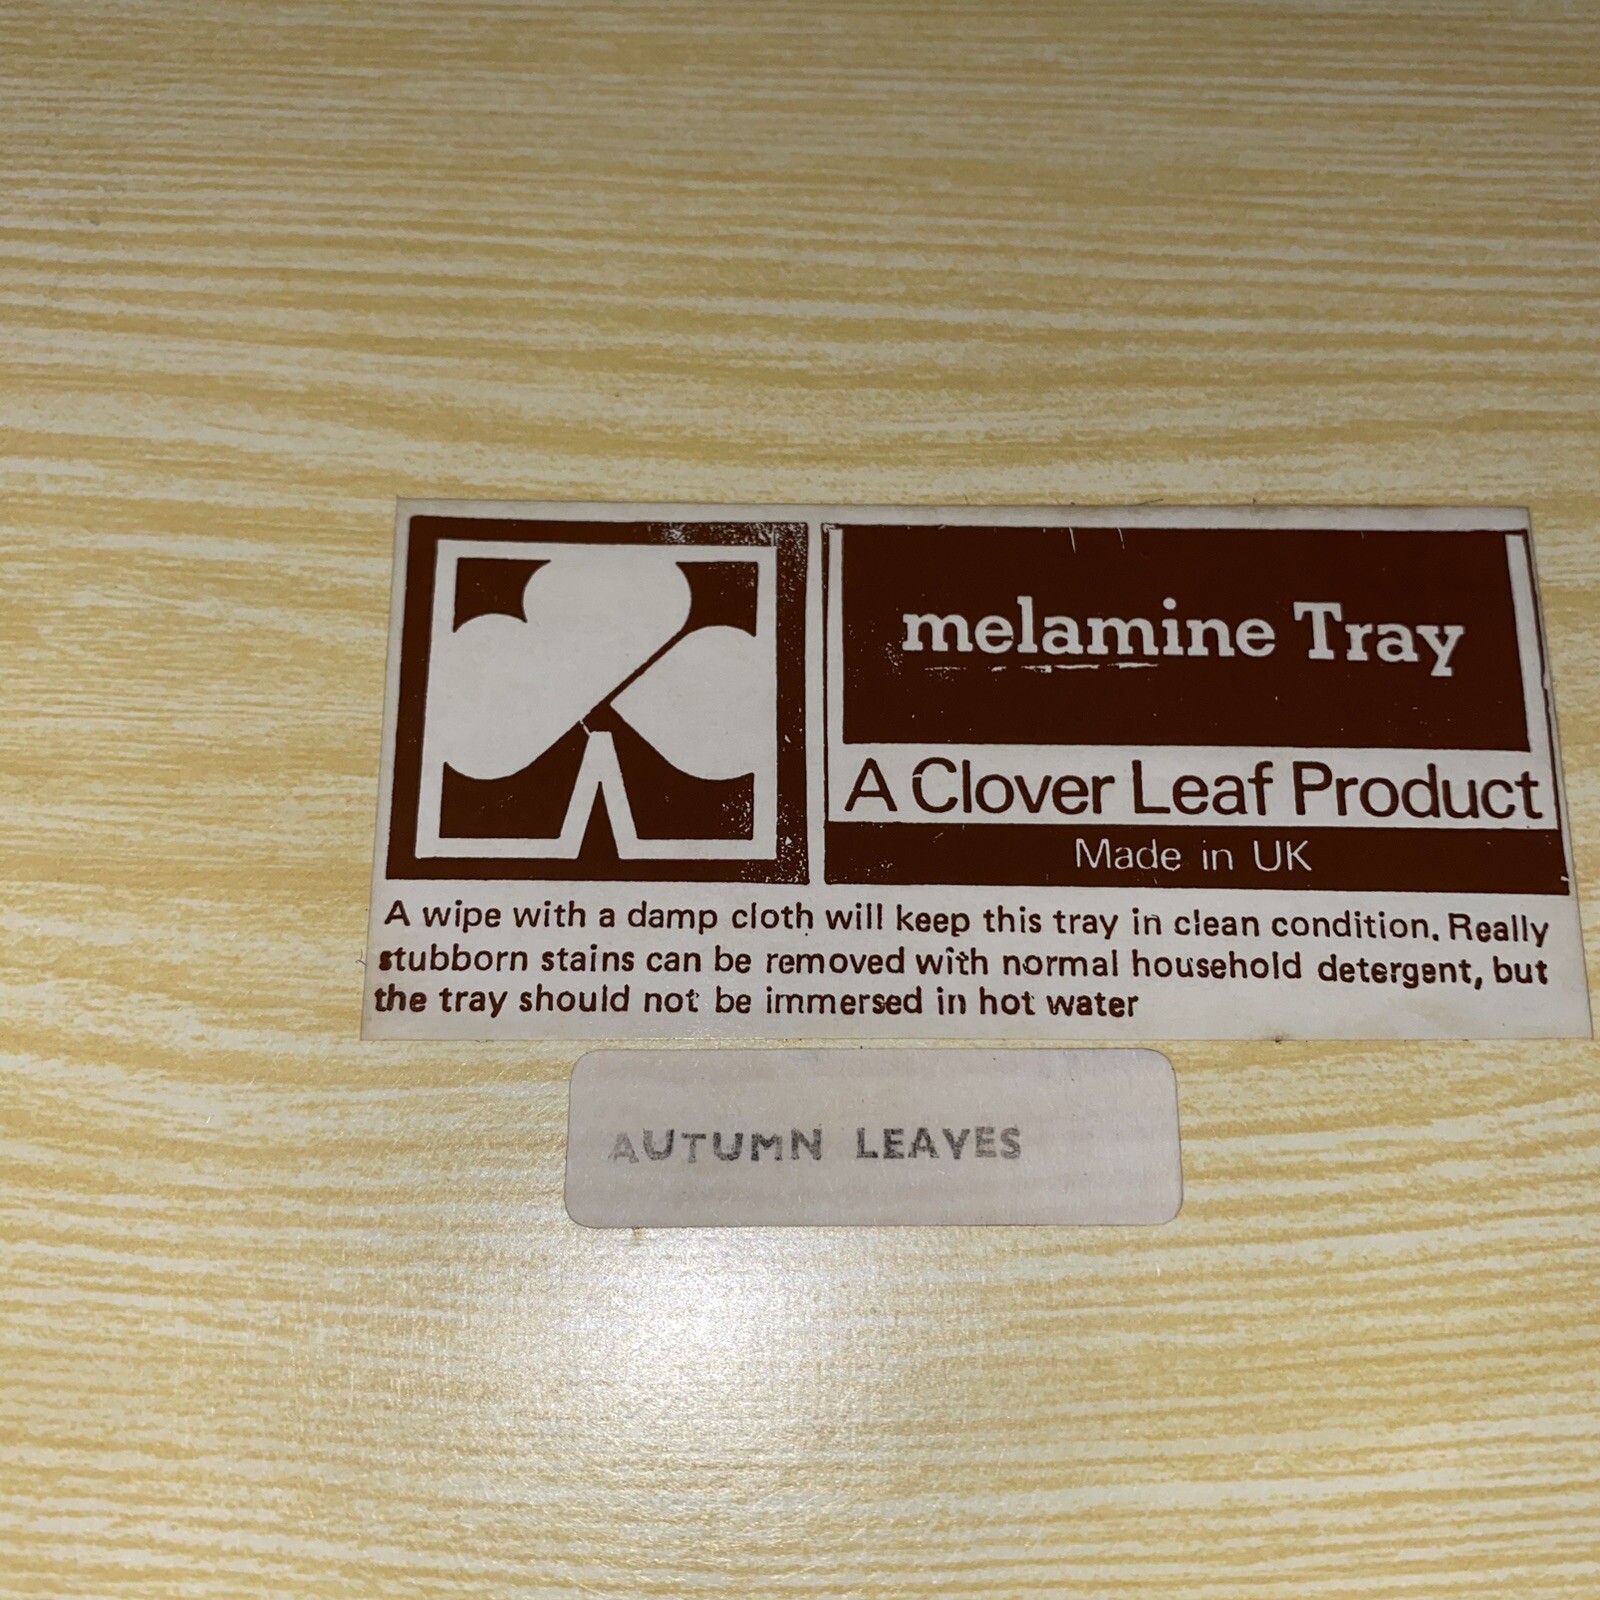 melamine Tray
A Clover Leaf Product
Made in UK
A wipe with a damp cloth will keep this tray in clean condition. Really
stubborn stains can be removed with normal household detergent, but
the tray should not be immersed in hot water
AUTUMN LEAVES